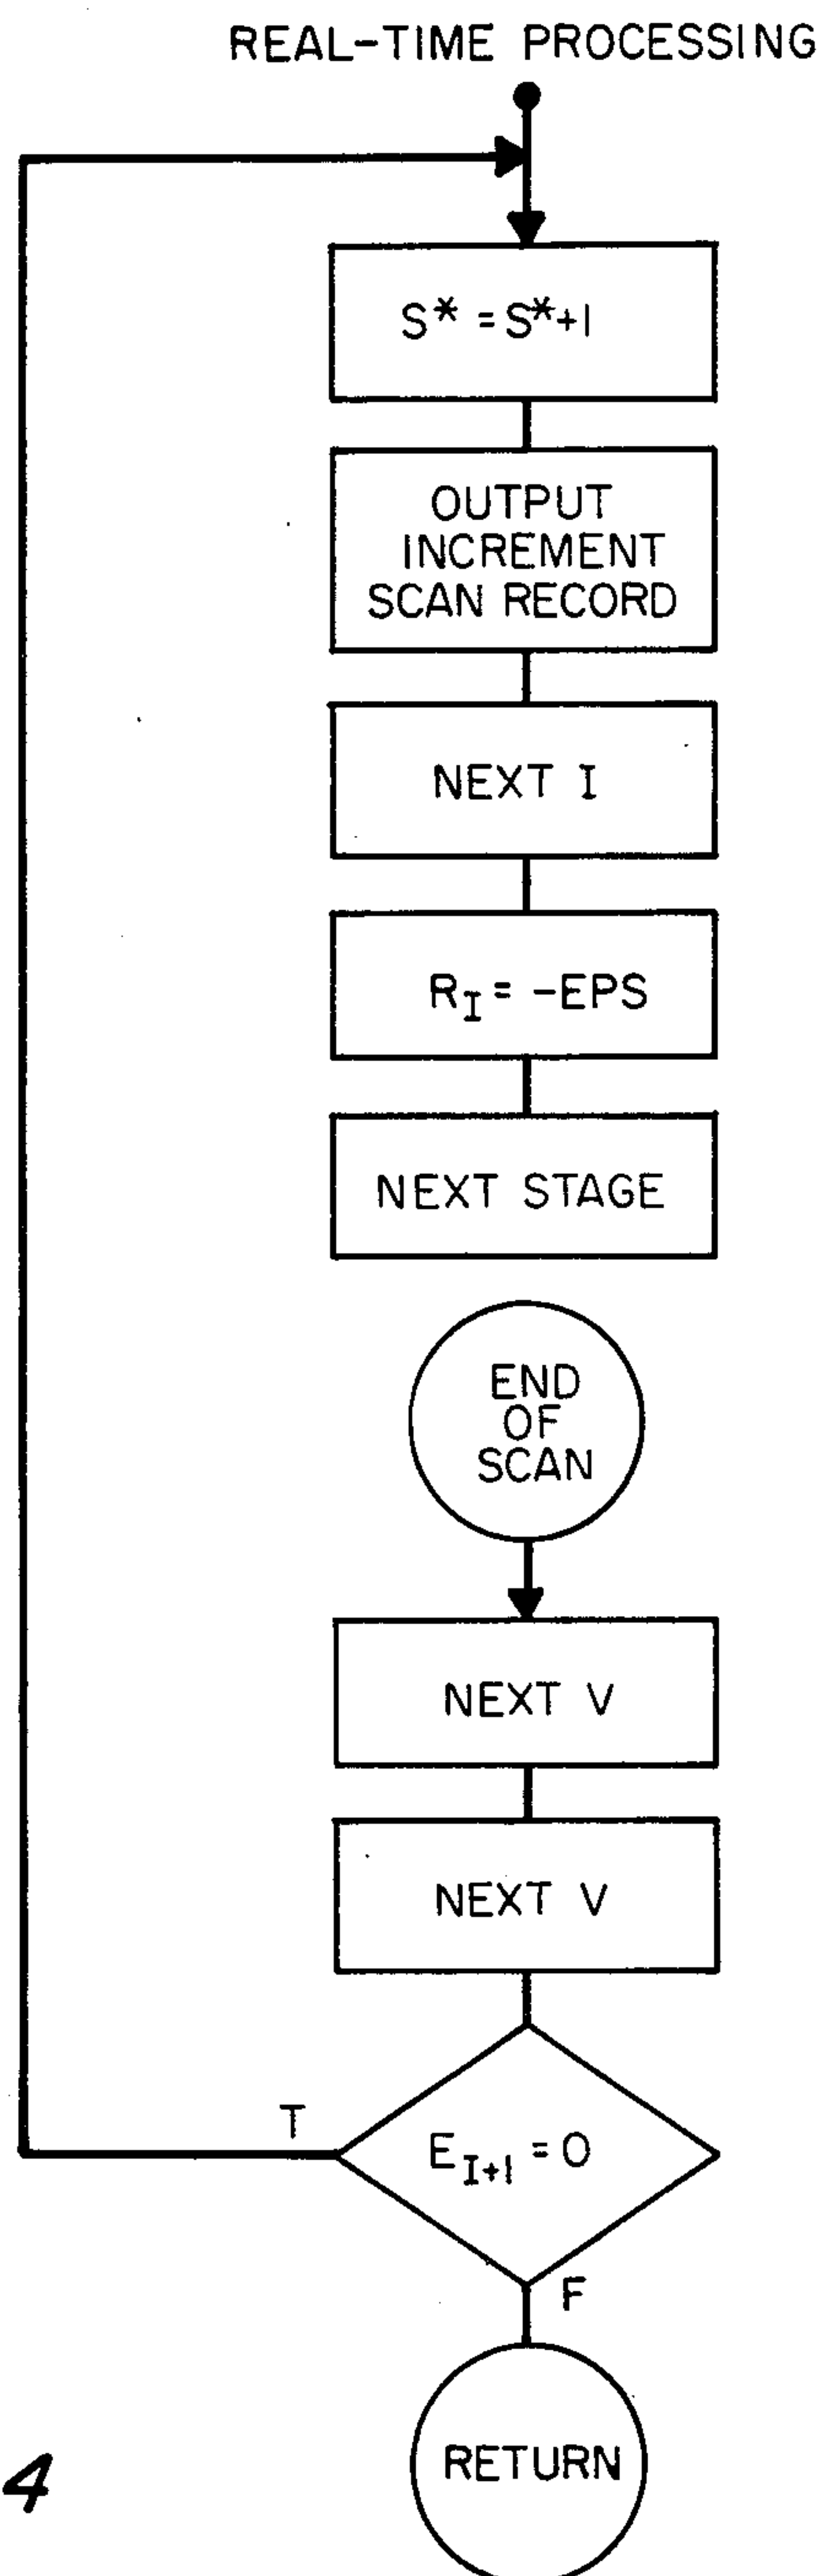 REAL-TIME PROCESSING
S* = S*+1
OUTPUT
INCREMENT
SCAN RECORD
NEXT I
R_I = -EPS
NEXT STAGE
END
OF
SCAN
NEXT V
NEXT V
T
E_I+1 = 0
F
RETURN
4